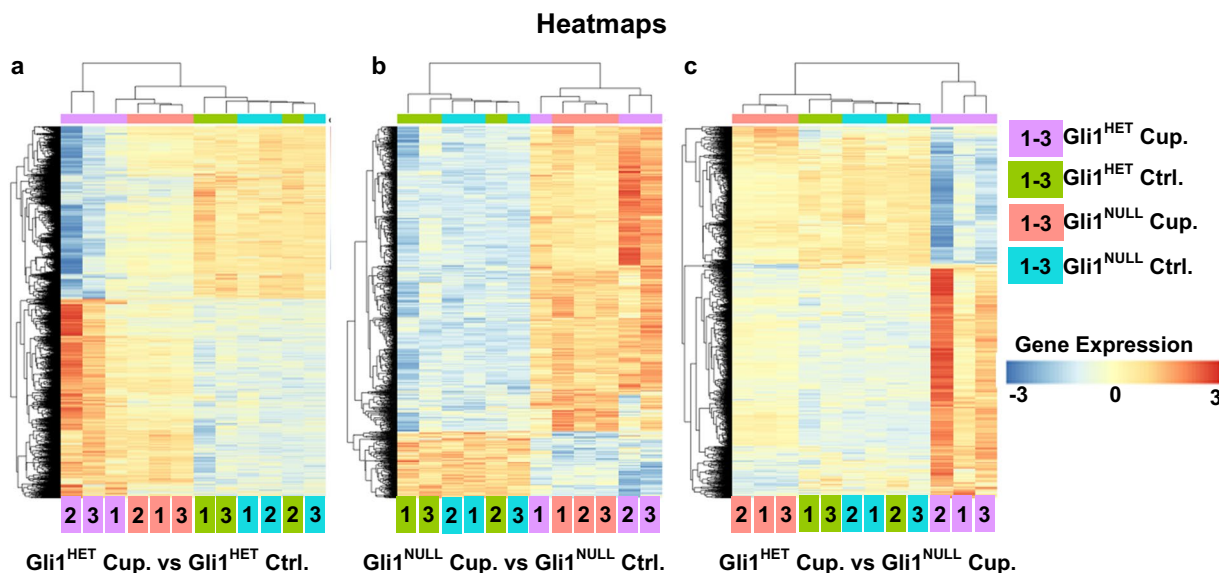 Heatmaps
a b c
1-3 Gli1HET Cup.
1-3 Gli1HET Ctrl.
1-3 Gli1NULL Cup.
1-3 Gli1NULL Ctrl.
Gene Expression
-3 0 3
2 3 1 2 1 3 1 3 1 2 2 3
1 3 2 1 2 3 1 1 2 3 2 3
2 1 3 1 3 2 1 2 3 2 1 3
Gli1HET Cup. vs Gli1HET Ctrl.
Gli1NULL Cup. vs Gli1NULL Ctrl.
Gli1HET Cup. vs Gli1NULL Cup.